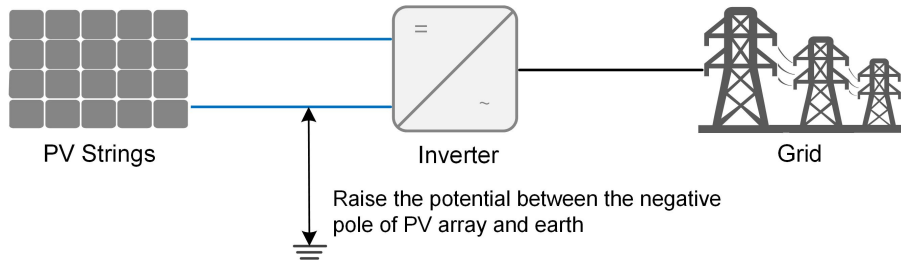 =
~
PV Strings
Inverter
Grid
Raise the potential between the negative
pole of PV array and earth